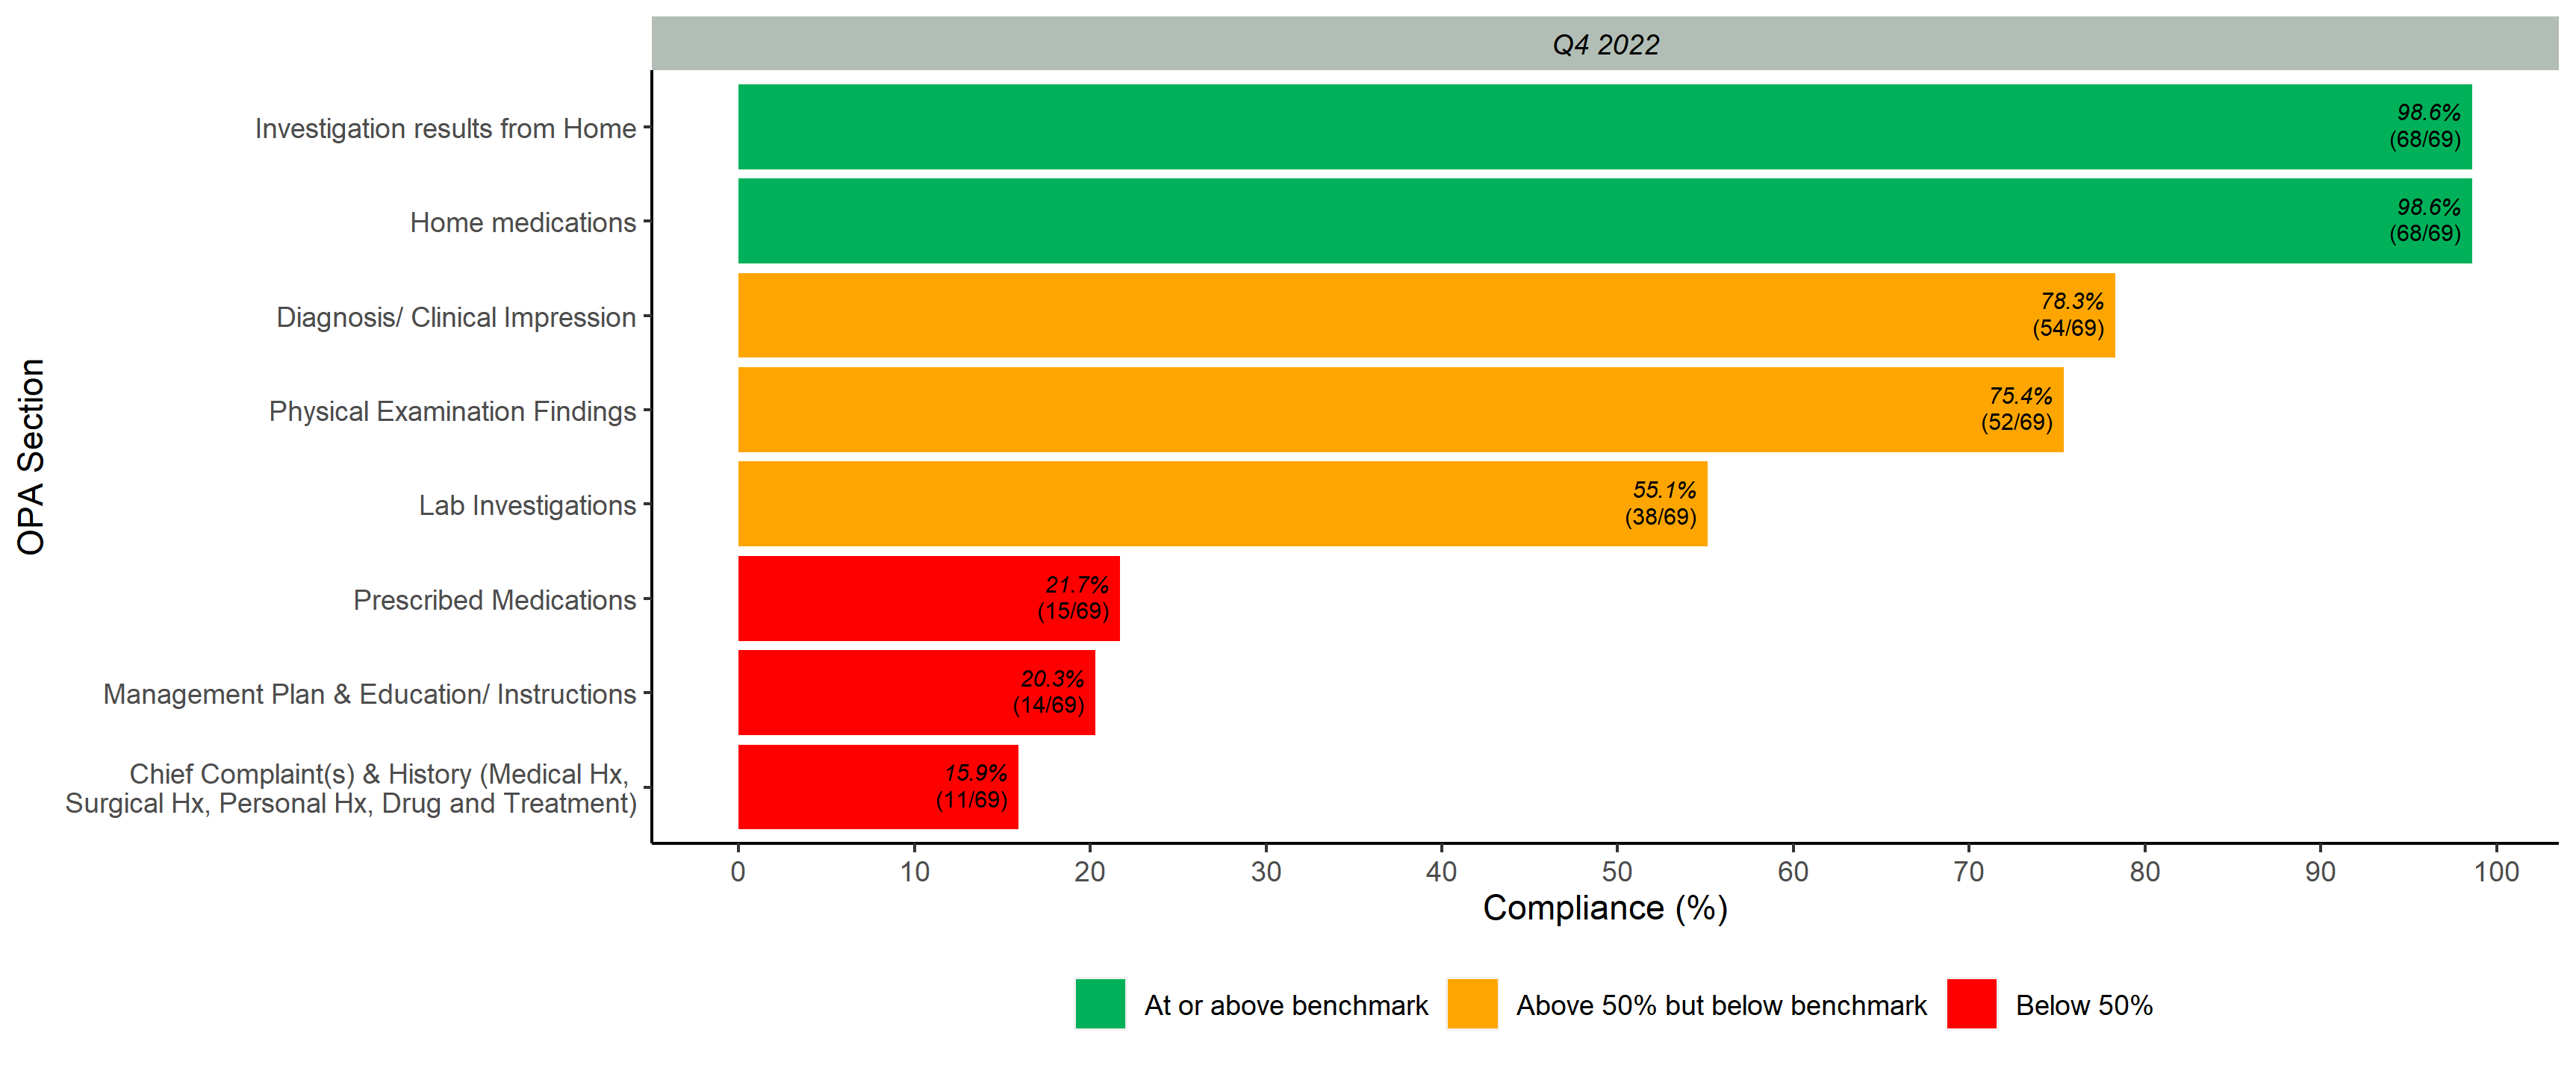 Q4 2022
OPA Section
Investigation results from Home
98.6%
(68/69)
Home medications
98.6%
(68/69)
Diagnosis/ Clinical Impression
78.3%
(54/69)
Physical Examination Findings
75.4%
(52/69)
Lab Investigations
55.1%
(38/69)
Prescribed Medications
21.7%
(15/69)
Management Plan & Education/ Instructions
20.3%
(14/69)
Chief Complaint(s) & History (Medical Hx,
Surgical Hx, Personal Hx, Drug and Treatment)
15.9%
(11/69)
0 10 20 30 40 50 60 70 80 90 100
Compliance (%)
At or above benchmark Above 50% but below benchmark Below 50%